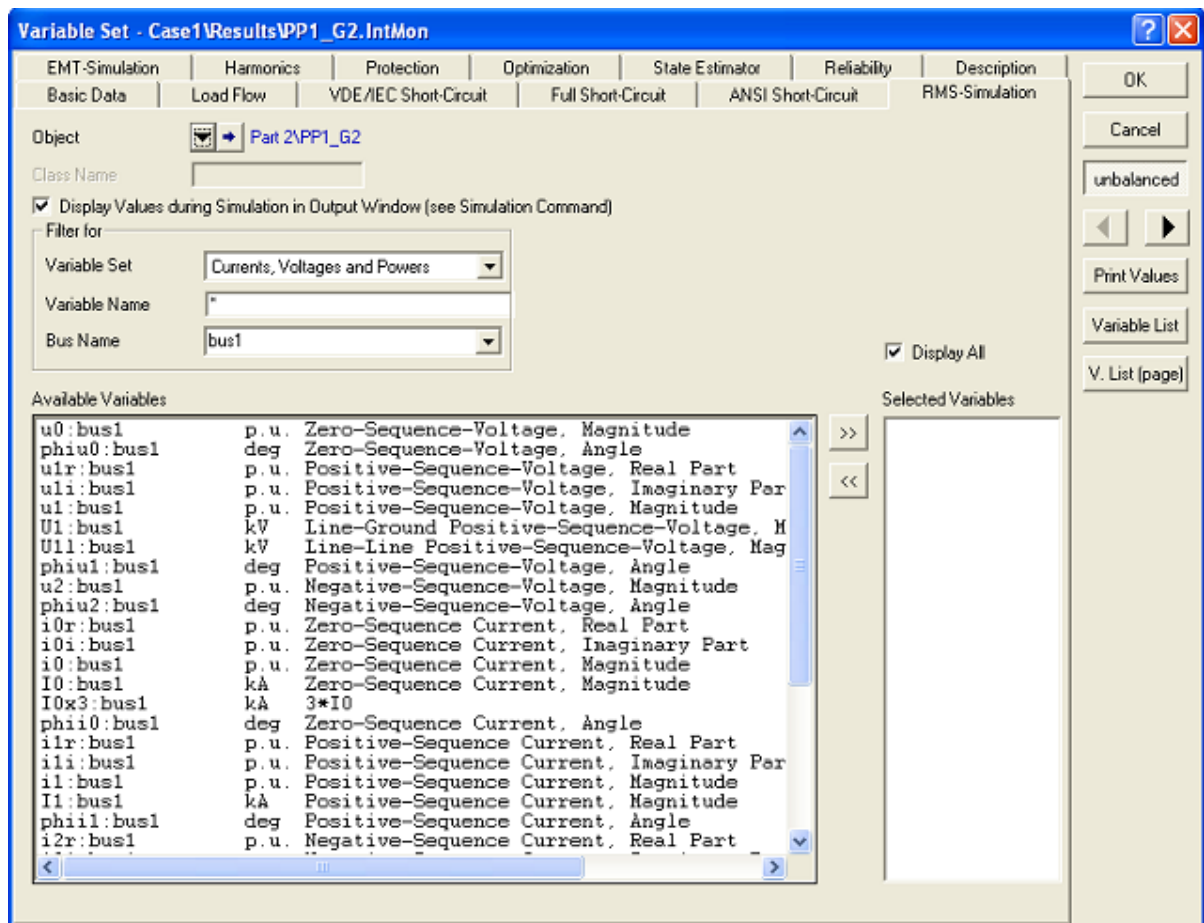 Variable Set - Case1\Results\PP1_G2.IntMon
EMT-Simulation Harmonics Protection Optimization State Estimator Reliability Description
Basic Data Load Flow VDE/IEC Short-Circuit Full Short-Circuit ANSI Short-Circuit RMS-Simulation
OK
Cancel
unbalanced
Print Values
Variable List
V. List (page)
Object Part 2\PP1_G2
Class Name
Display Values during Simulation in Output Window (see Simulation Command)
Filter for
Variable Set Currents, Voltages and Powers
Variable Name *
Bus Name bus1
Display All
Available Variables
u0:bus1 p.u. Zero-Sequence-Voltage, Magnitude
phiu0:bus1 deg Zero-Sequence-Voltage, Angle
u1r:bus1 p.u. Positive-Sequence-Voltage, Real Part
u1i:bus1 p.u. Positive-Sequence-Voltage, Imaginary Par
u1:bus1 p.u. Positive-Sequence-Voltage, Magnitude
U1:bus1 kV Line-Ground Positive-Sequence-Voltage, M
U1l:bus1 kV Line-Line Positive-Sequence-Voltage, Mag
phiu1:bus1 deg Positive-Sequence-Voltage, Angle
u2:bus1 p.u. Negative-Sequence-Voltage, Magnitude
phiu2:bus1 deg Negative-Sequence-Voltage, Angle
i0r:bus1 p.u. Zero-Sequence Current, Real Part
i0i:bus1 p.u. Zero-Sequence Current, Imaginary Part
i0:bus1 p.u. Zero-Sequence Current, Magnitude
I0:bus1 kA Zero-Sequence Current, Magnitude
I0x3:bus1 kA 3*I0
phii0:bus1 deg Zero-Sequence Current, Angle
i1r:bus1 p.u. Positive-Sequence Current, Real Part
i1i:bus1 p.u. Positive-Sequence Current, Imaginary Par
i1:bus1 p.u. Positive-Sequence Current, Magnitude
I1:bus1 kA Positive-Sequence Current, Magnitude
phii1:bus1 deg Positive-Sequence Current, Angle
i2r:bus1 p.u. Negative-Sequence Current, Real Part
>>
<<
Selected Variables